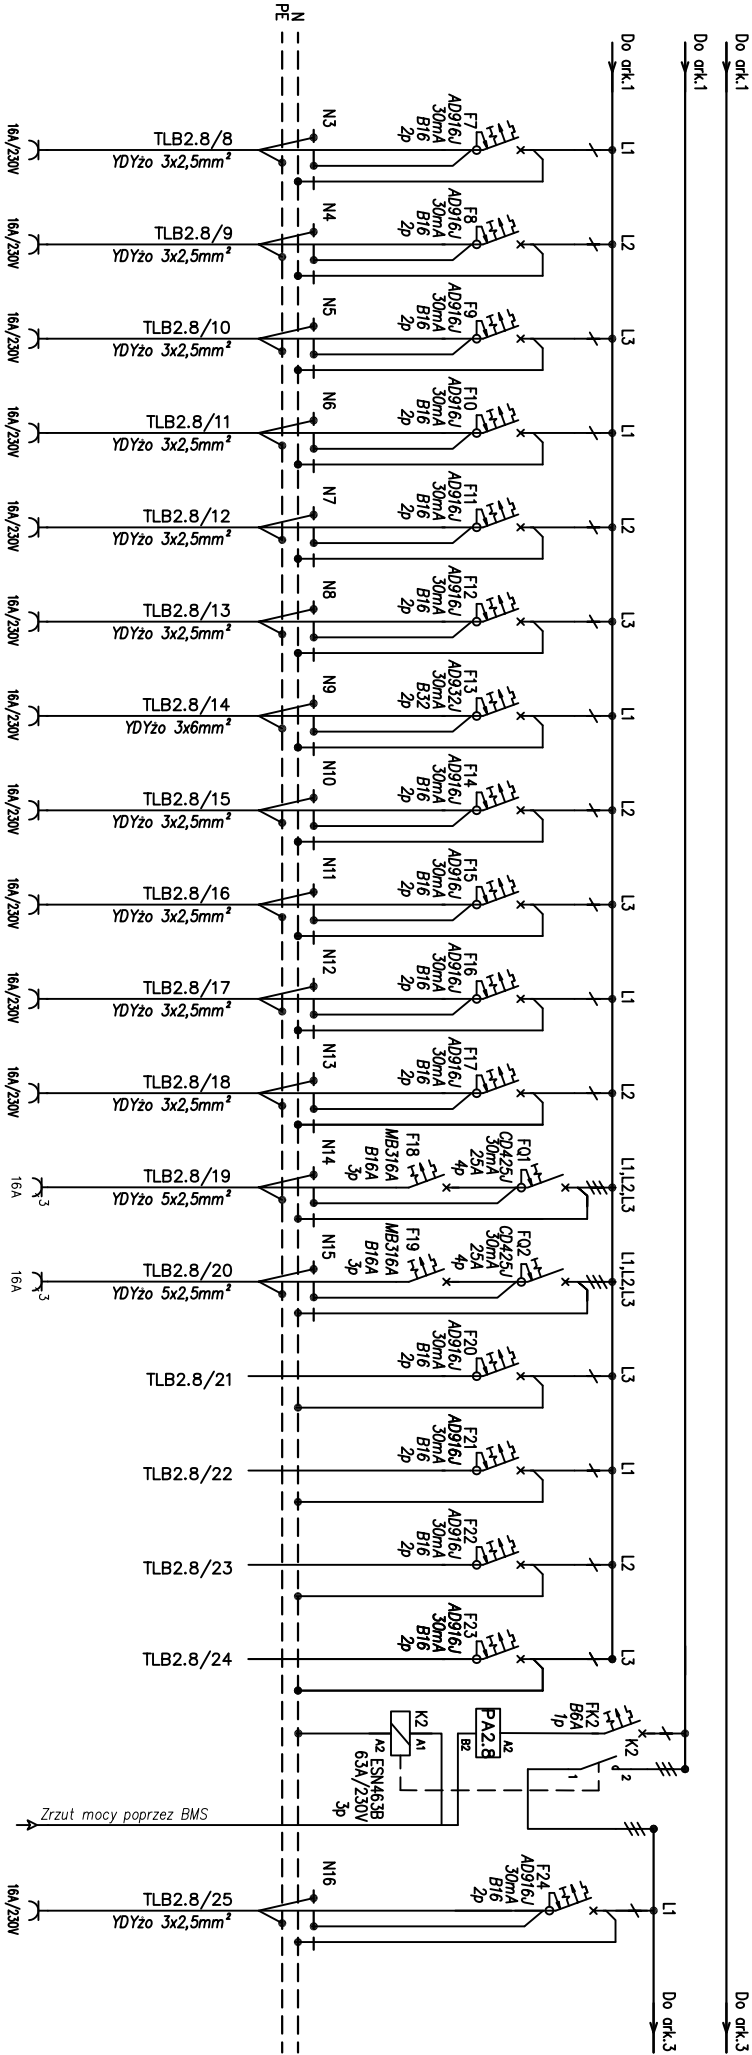 Do ark.1
Do ark.1
Do ark.1
N
PE
L1
F7
AD916J
30mA
B16
2p
N3
TLB2.8/8
YDYżo 3x2,5mm²
16A/230V
L2
F8
AD916J
30mA
B16
2p
N4
TLB2.8/9
YDYżo 3x2,5mm²
16A/230V
L3
F9
AD916J
30mA
B16
2p
N5
TLB2.8/10
YDYżo 3x2,5mm²
16A/230V
L1
F10
AD916J
30mA
B16
2p
N6
TLB2.8/11
YDYżo 3x2,5mm²
16A/230V
L2
F11
AD916J
30mA
B16
2p
N7
TLB2.8/12
YDYżo 3x2,5mm²
16A/230V
L3
F12
AD916J
30mA
B16
2p
N8
TLB2.8/13
YDYżo 3x2,5mm²
16A/230V
L1
F13
AD932J
30mA
B32
2p
N9
TLB2.8/14
YDYżo 3x6mm²
16A/230V
L2
F14
AD916J
30mA
B16
2p
N10
TLB2.8/15
YDYżo 3x2,5mm²
16A/230V
L3
F15
AD916J
30mA
B16
2p
N11
TLB2.8/16
YDYżo 3x2,5mm²
16A/230V
L1
F16
AD916J
30mA
B16
2p
N12
TLB2.8/17
YDYżo 3x2,5mm²
16A/230V
L2
F17
AD916J
30mA
B16
2p
N13
TLB2.8/18
YDYżo 3x2,5mm²
16A/230V
L1,L2,L3
FQ1
CD425J
30mA
25A
4p
F18
MB316A
B16A
3p
N14
TLB2.8/19
YDYżo 5x2,5mm²
3
16A
L1,L2,L3
FQ2
CD425J
30mA
25A
4p
F19
MB316A
B16A
3p
N15
TLB2.8/20
YDYżo 5x2,5mm²
3
16A
L3
F20
AD916J
30mA
B16
2p
TLB2.8/21
L1
F21
AD916J
30mA
B16
2p
TLB2.8/22
L2
F22
AD916J
30mA
B16
2p
TLB2.8/23
L3
F23
AD916J
30mA
B16
2p
TLB2.8/24
FK2
B6A
1p
K2
1
2
PA2.8
A2
B2
K2
A1
A2
ESN463B
63A/230V
3p
Zrzut mocy poprzez BMS
L1
F24
AD916J
30mA
B16
2p
N16
TLB2.8/25
YDYżo 3x2,5mm²
16A/230V
Do ark.3
Do ark.3